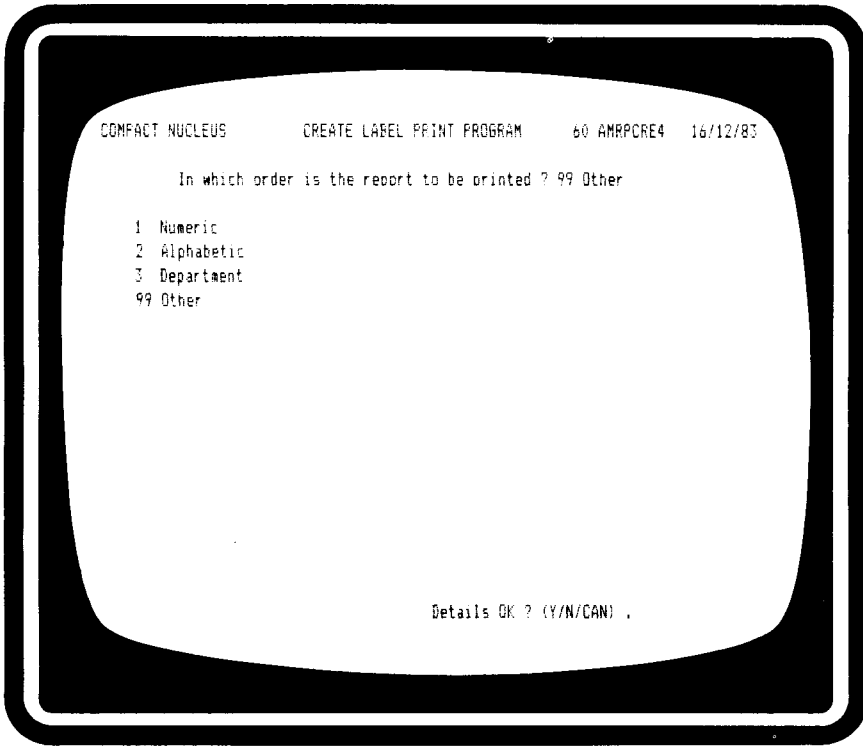 COMPACT NUCLEUS CREATE LABEL PRINT PROGRAM 60 AMRPCRE4 16/12/83
In which order is the report to be printed ? 99 Other
1 Numeric
2 Alphabetic
3 Department
99 Other
Details OK ? (Y/N/CAN) .